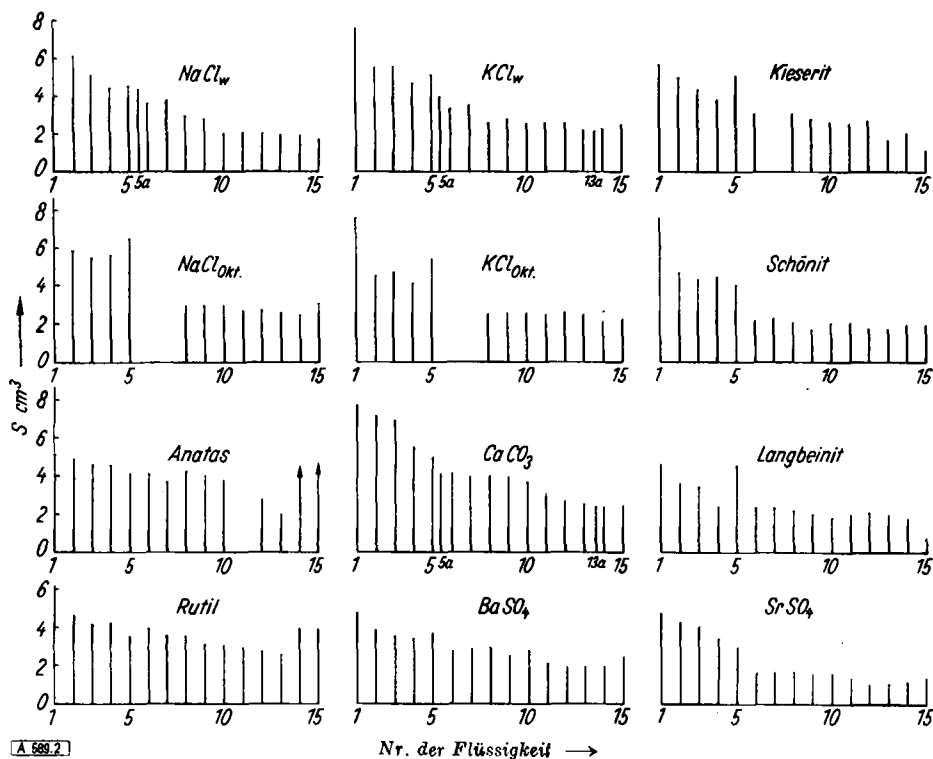 8
6
4
2
0
NaCl_w
1 5 5a 10 15
KCl_w
1 5 5a 10 13a 15
Kieserit
1 5 10 15
8
6
4
2
0
NaCl_Okt.
1 5 10 15
KCl_Okt.
1 5 10 15
Schönit
1 5 10 15
S cm³
8
6
4
2
0
Anatas
1 5 10 15
CaCO₃
1 5 5a 10 13a 15
Langbeinit
1 5 10 15
6
4
2
0
Rutil
1 5 10 15
BaSO₄
1 5 10 15
SrSO₄
1 5 10 15
A 589.2
Nr. der Flüssigkeit →